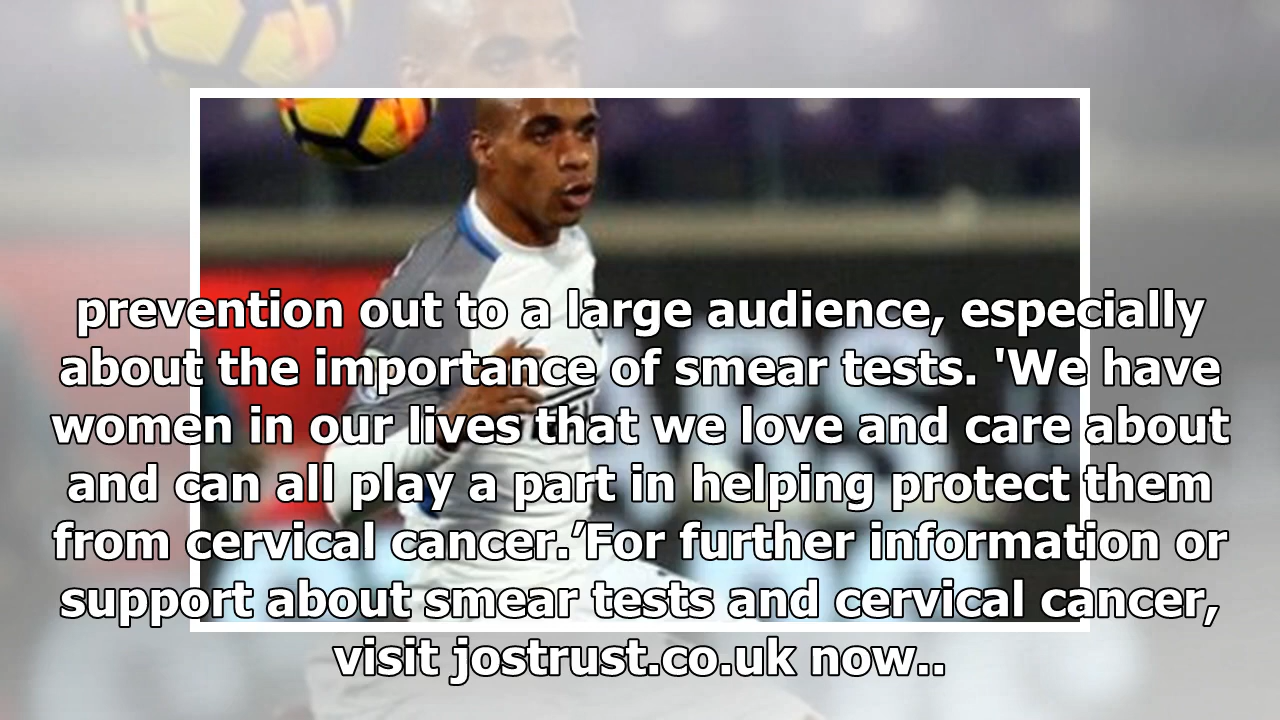 prevention out to a large audience, especially
about the importance of smear tests. 'We have
women in our lives that we love and care about
and can all play a part in helping protect them
from cervical cancer.’For further information or
support about smear tests and cervical cancer,
visit jostrust.co.uk now..